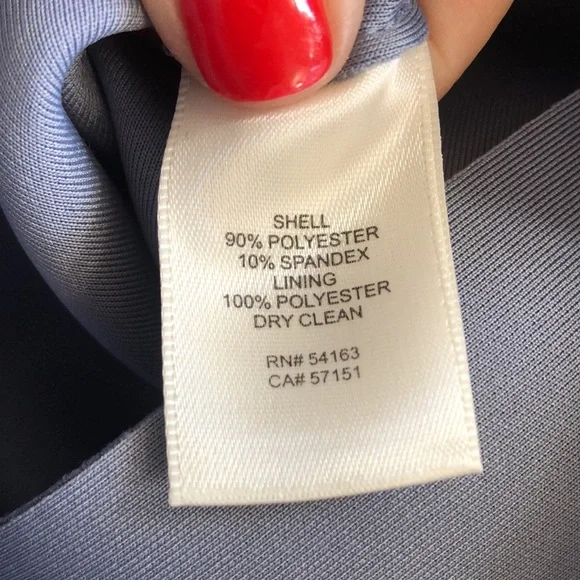 SHELL
90% POLYESTER
10% SPANDEX
LINING
100% POLYESTER
DRY CLEAN
RN# 54163
CA# 57151